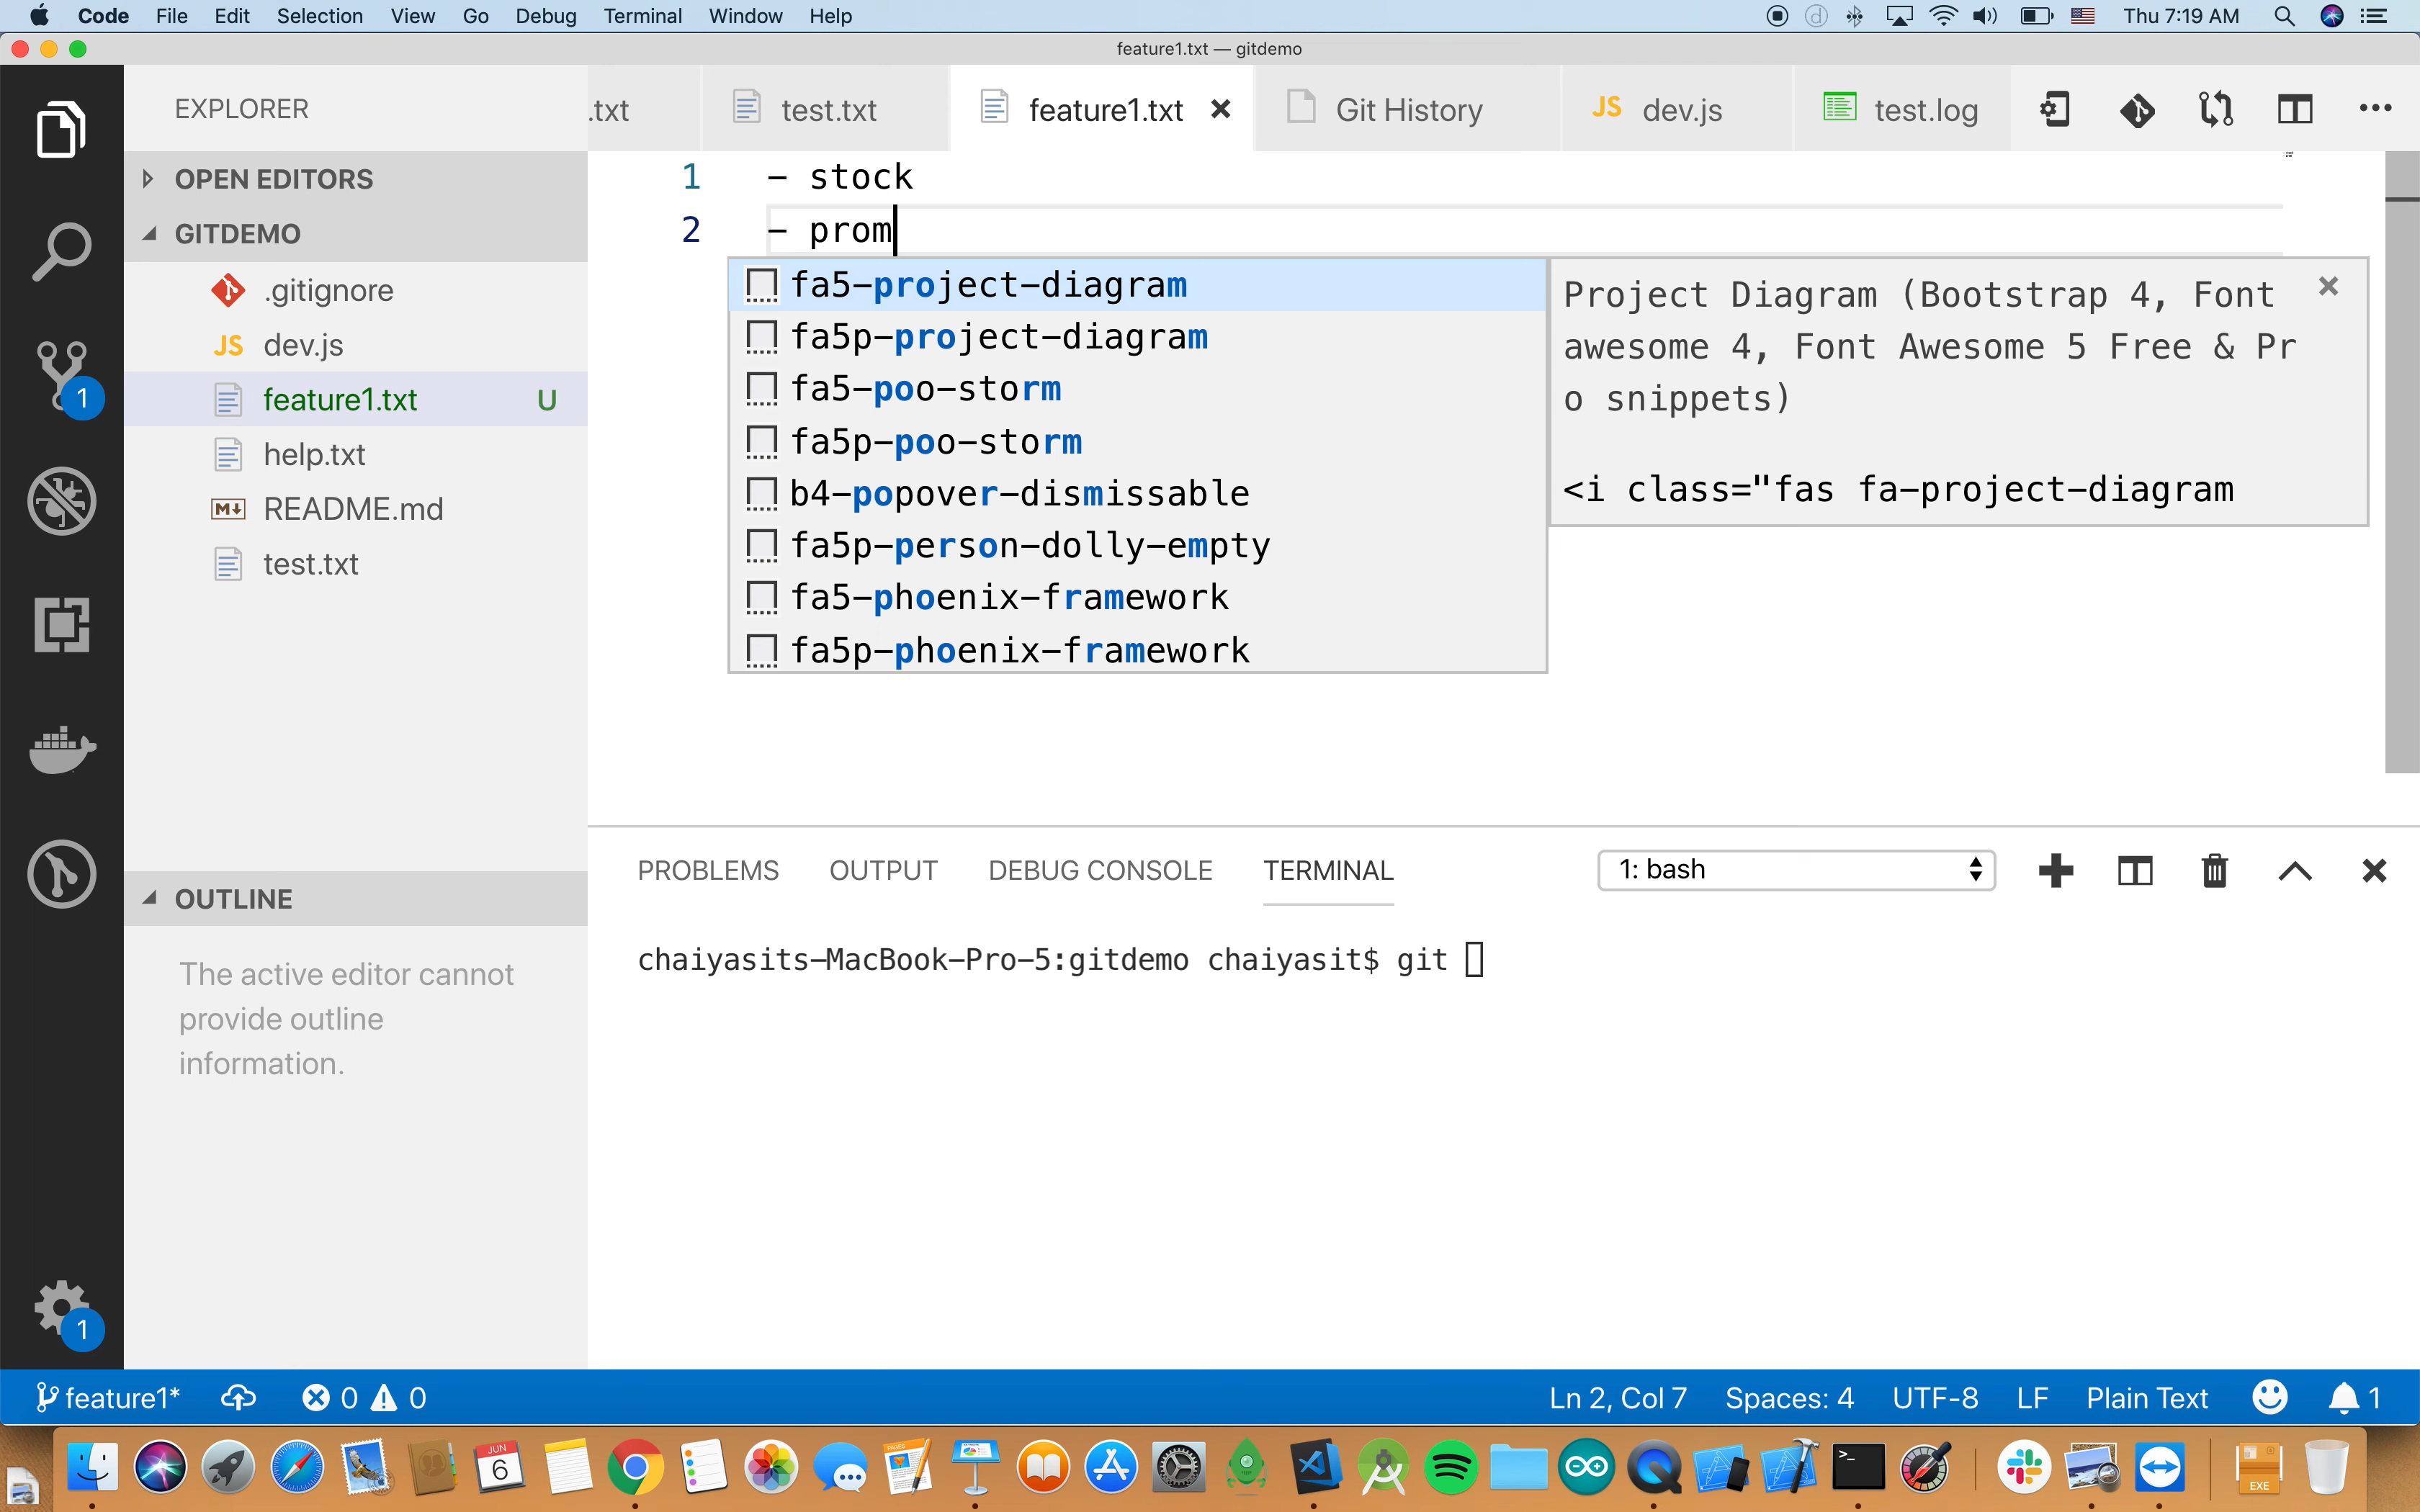 Code File Edit Selection View Go Debug Terminal Window Help Thu 7:19 AM
feature1.txt — gitdemo
EXPLORER
.txt test.txt feature1.txt Git History JS dev.js test.log
OPEN EDITORS
GITDEMO
.gitignore
JS dev.js
feature1.txt U
help.txt
README.md
test.txt
1
1 - stock
2 - prom
fa5-project-diagram
fa5p-project-diagram
fa5-poo-storm
fa5p-poo-storm
b4-popover-dismissable
fa5p-person-dolly-empty
fa5-phoenix-framework
fa5p-phoenix-framework
Project Diagram (Bootstrap 4, Font
awesome 4, Font Awesome 5 Free & Pr
o snippets)
<i class="fas fa-project-diagram
OUTLINE
The active editor cannot
provide outline
information.
PROBLEMS OUTPUT DEBUG CONSOLE TERMINAL 1: bash
chaiyasits-MacBook-Pro-5:gitdemo chaiyasit$ git
1
feature1* 0 0 Ln 2, Col 7 Spaces: 4 UTF-8 LF Plain Text 1
JUN
6
PAGES
EXE